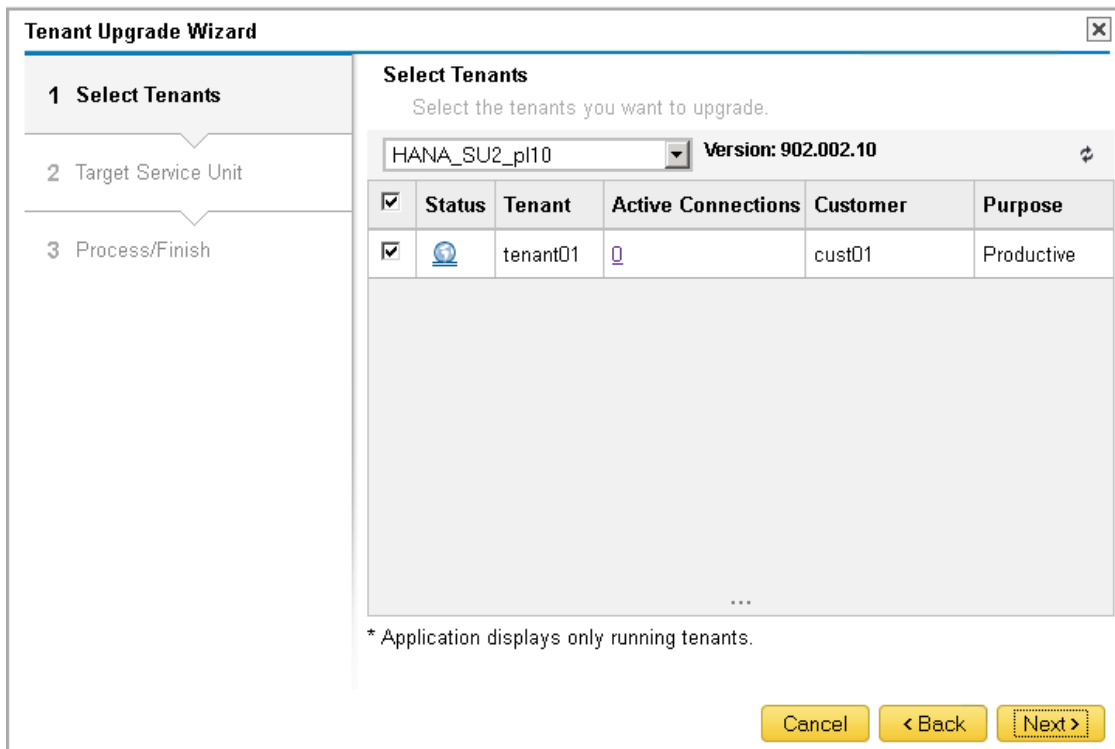 Tenant Upgrade Wizard
1 Select Tenants
2 Target Service Unit
3 Process/Finish
Select Tenants
Select the tenants you want to upgrade.
HANA_SU2_pl10 Version: 902.002.10
Status Tenant Active Connections Customer Purpose
tenant01 0 cust01 Productive
...
* Application displays only running tenants.
Cancel < Back Next >